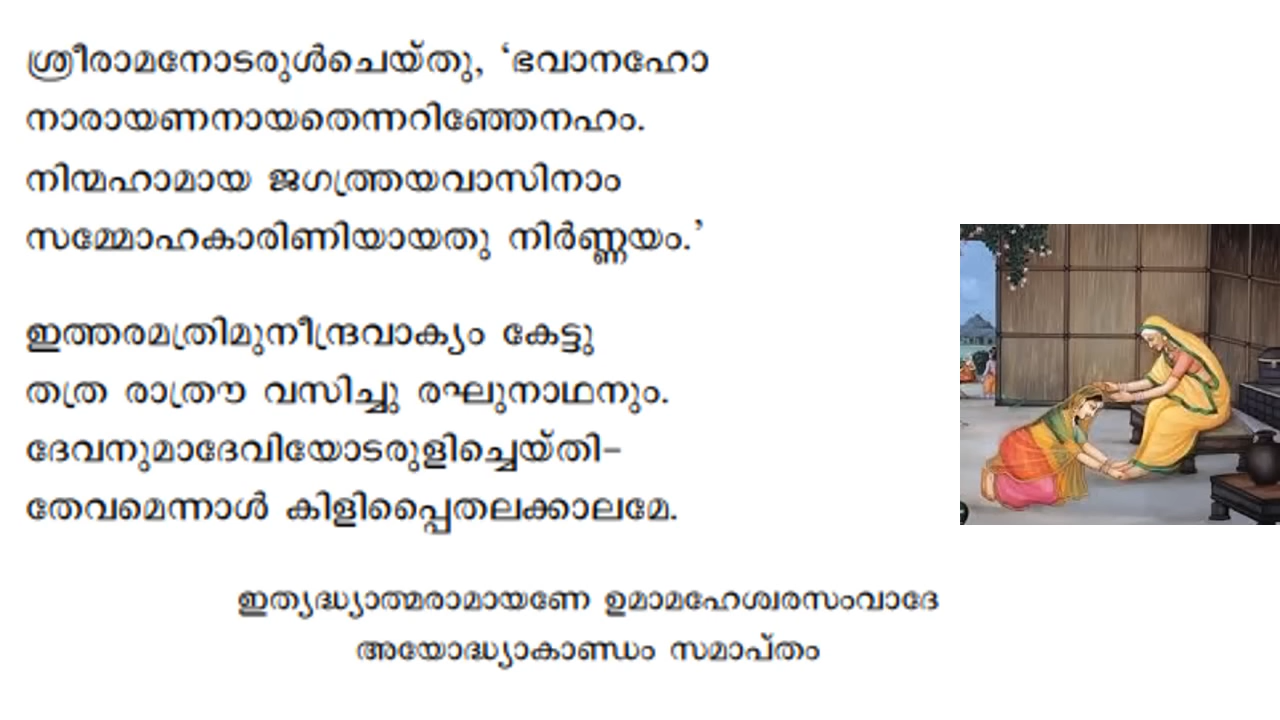 ശ്രീരാമനോടരുൾചെയ്തു, ‘ഭവാനഹോ
നാരായണനായതെന്നറിഞ്ഞേനഹം.
നിന്മഹാമായ ജഗത്ത്രയവാസിനാം
സമ്മോഹകാരിണിയായതു നിർണ്ണയം.’
ഇത്തരമത്രിമുനീന്ദ്രവാക്യം കേട്ടു
തത്ര രാത്രൗ വസിച്ചു രഘുനാഥനും.
ദേവനുമാദേവിയോടരുളിച്ചെയ്തി–
തേവമെന്നാൾ കിളിപ്പൈതലക്കാലമേ.
ഇത്യദ്ധ്യാത്മരാമായണേ ഉമാമഹേശ്വരസംവാദേ
അയോദ്ധ്യാകാണ്ഡം സമാപ്തം